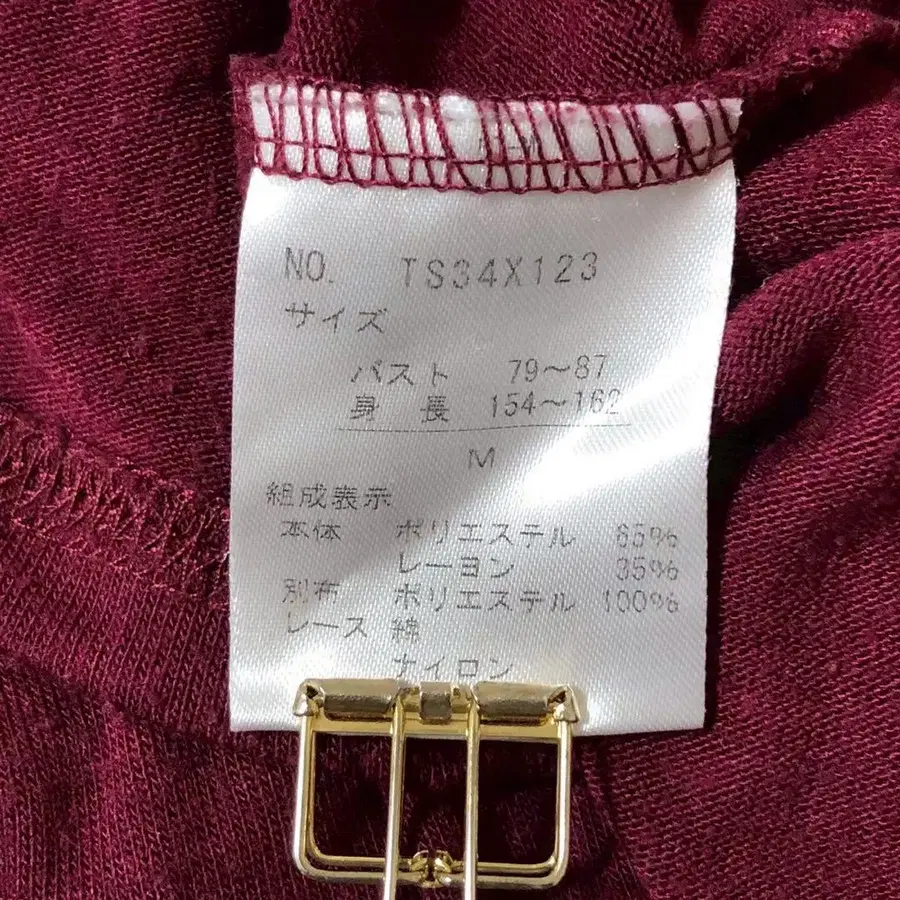 NO. TS34X123
サイズ
バスト 79～87
身長 154～162
M
組成表示
本体 ポリエステル 65%
レーヨン 35%
別布 ポリエステル 100%
レース 綿
ナイロン